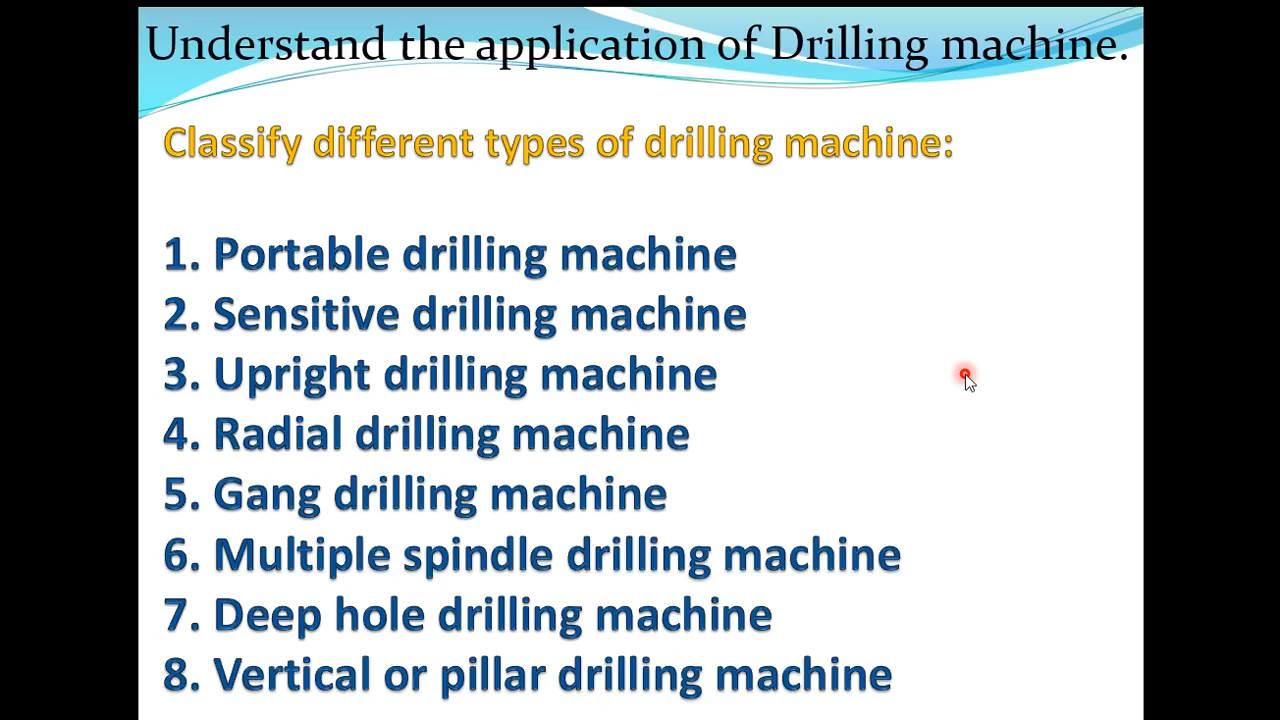 Understand the application of Drilling machine.
Classify different types of drilling machine:
1. Portable drilling machine
2. Sensitive drilling machine
3. Upright drilling machine
4. Radial drilling machine
5. Gang drilling machine
6. Multiple spindle drilling machine
7. Deep hole drilling machine
8. Vertical or pillar drilling machine